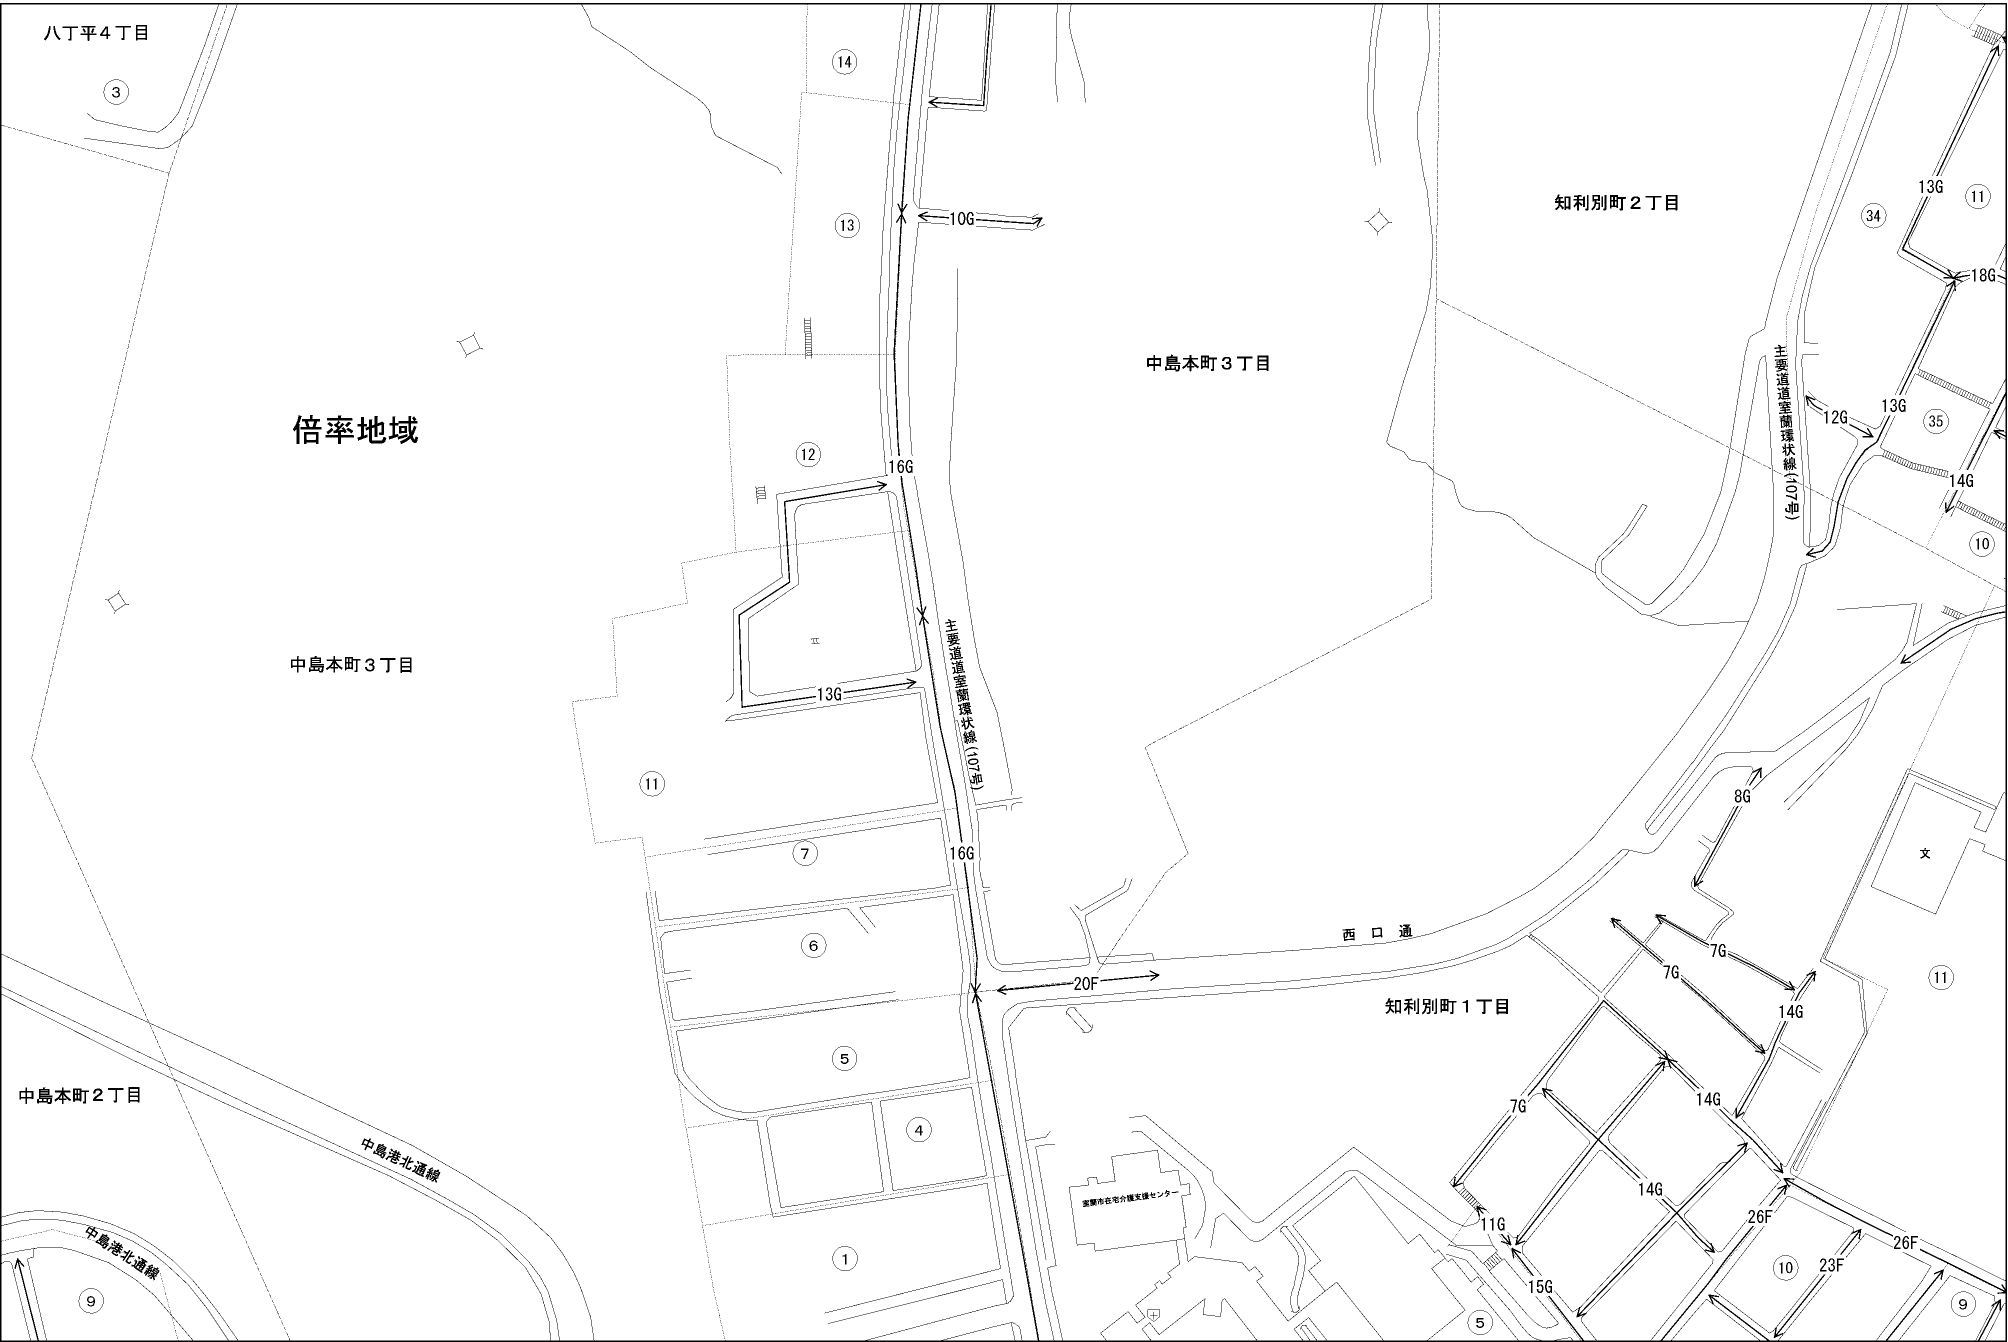 八丁平４丁目
③
⑭
⑬
10G
知利別町２丁目
㉞
13G
⑪
18G
中島本町３丁目
主要道道室蘭環状線(107号)
12G
13G
㉟
14G
⑩
倍率地域
⑫
16G
中島本町３丁目
主要道道室蘭環状線(107号)
13G
⑪
8G
文
⑦
16G
⑥
西口通
7G
7G
20F
知利別町１丁目
14G
⑪
⑤
中島本町２丁目
7G
14G
④
中島港北通線
室蘭市在宅介護支援センター
14G
11G
26F
中島港北通線
①
26F
23F
⑩
15G
⑨
⑤
⑨